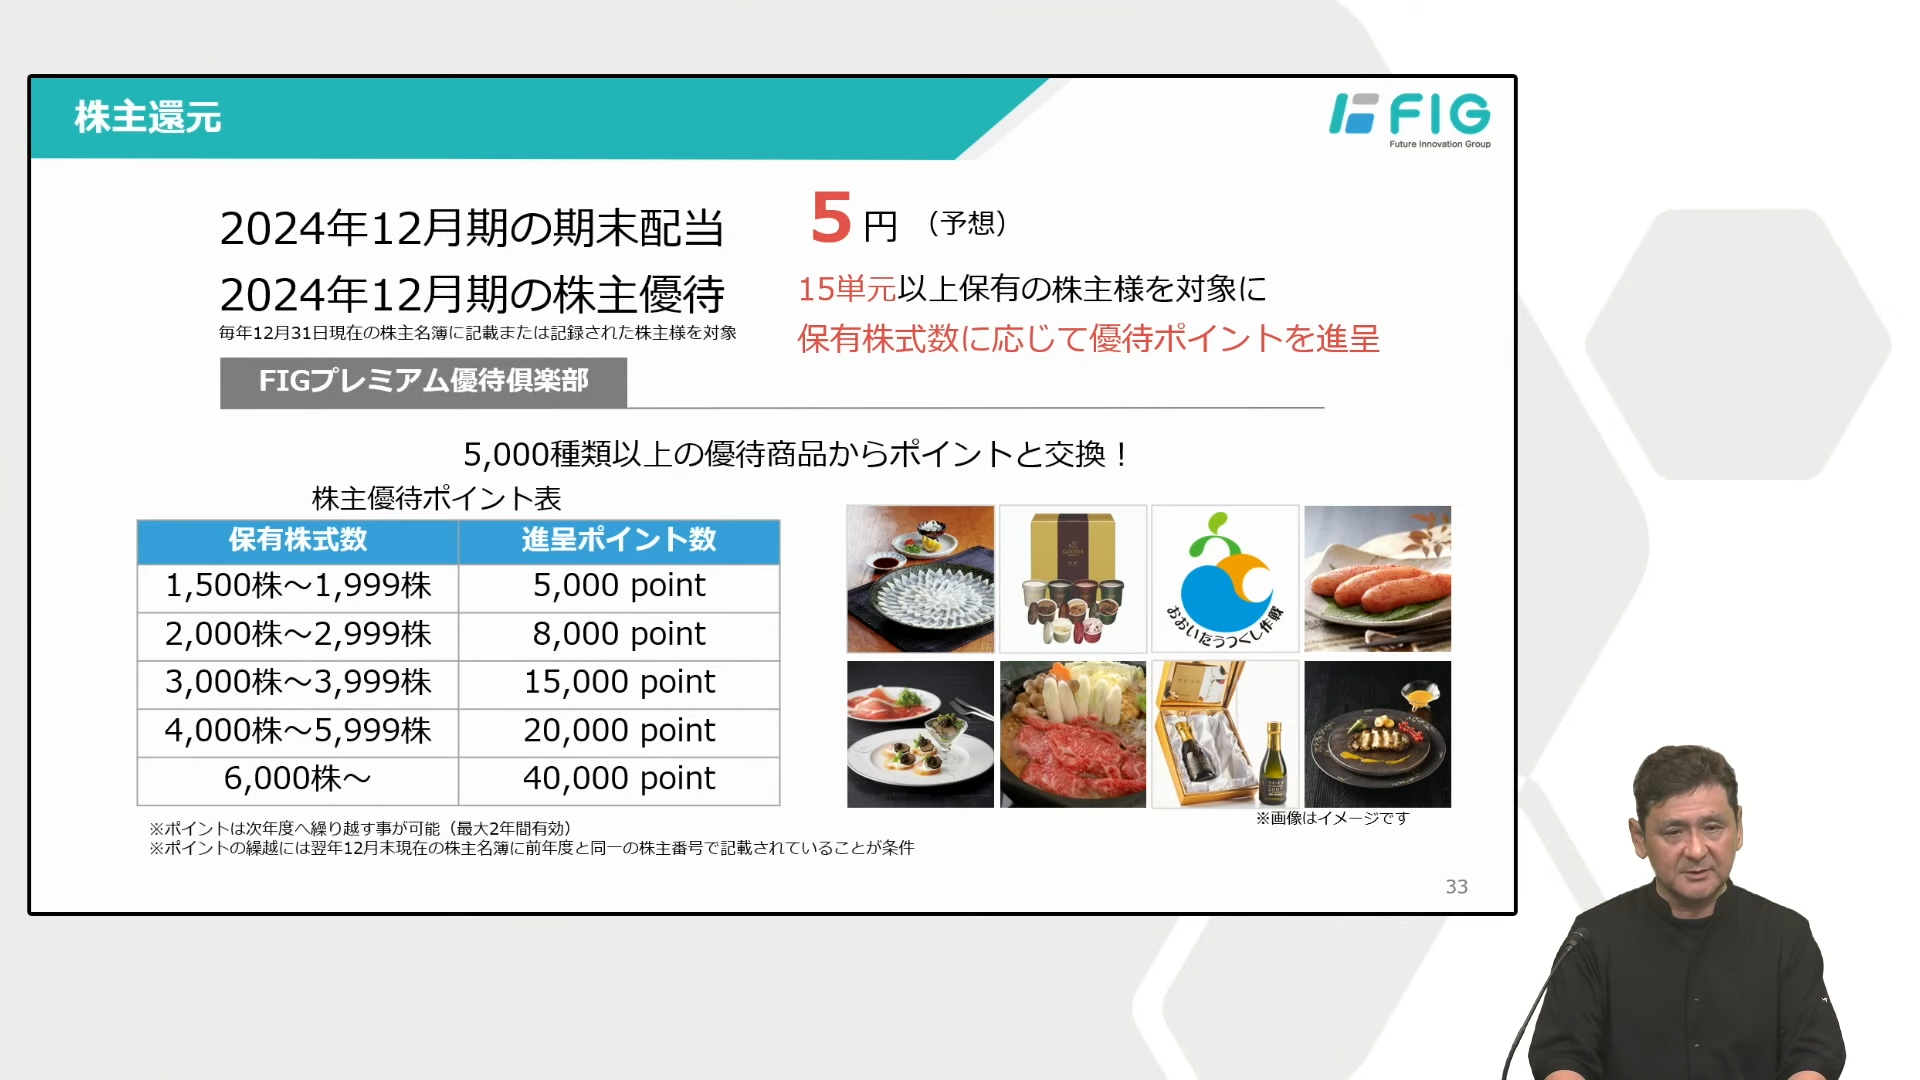 株主還元
FIG
Future Innovation Group
2024年12月期の期末配当
5円 （予想）
2024年12月期の株主優待
毎年12月31日現在の株主名簿に記載または記録された株主様を対象
15単元以上保有の株主様を対象に
保有株式数に応じて優待ポイントを進呈
FIGプレミアム優待倶楽部
5,000種類以上の優待商品からポイントと交換！
株主優待ポイント表
保有株式数 進呈ポイント数
1,500株～1,999株 5,000 point
2,000株～2,999株 8,000 point
3,000株～3,999株 15,000 point
4,000株～5,999株 20,000 point
6,000株～ 40,000 point
GODIVA
おおいたうつくし作戦
※画像はイメージです
※ポイントは次年度へ繰り越す事が可能（最大2年間有効）
※ポイントの繰越には翌年12月末現在の株主名簿に前年度と同一の株主番号で記載されていることが条件
33